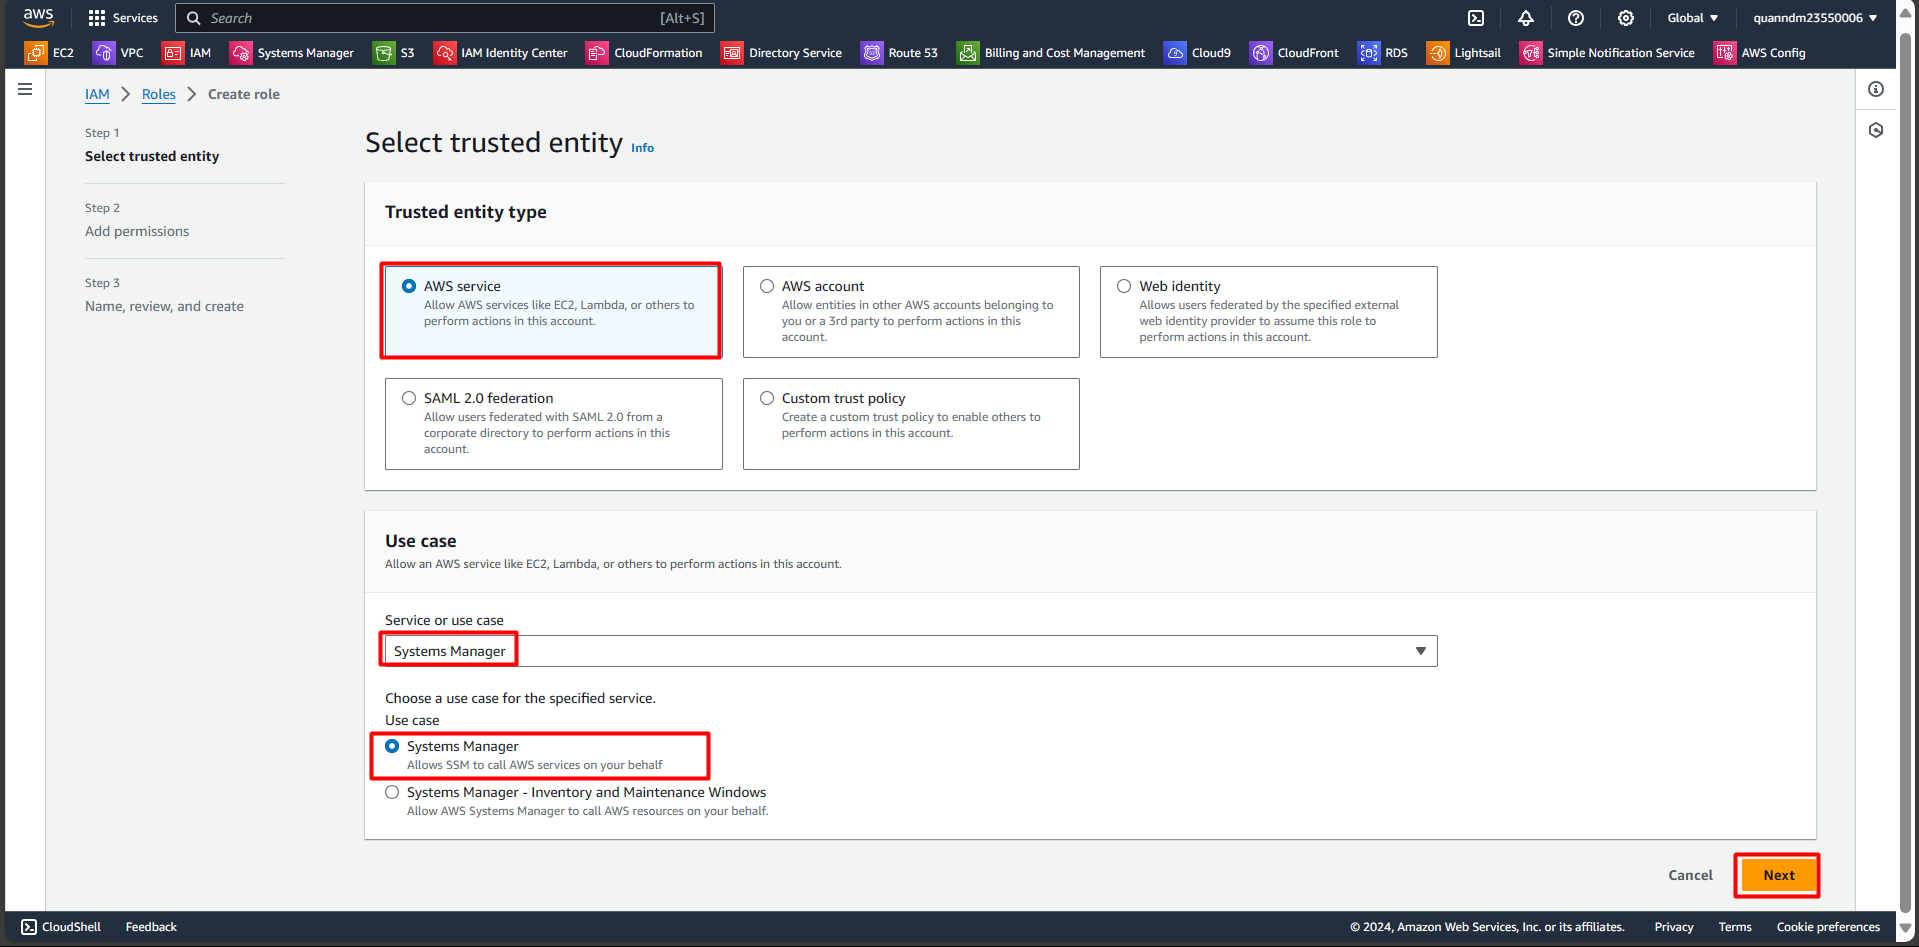 aws
Services
Search
[Alt+S]
Global
quanndm23550006
EC2
VPC
IAM
Systems Manager
S3
IAM Identity Center
CloudFormation
Directory Service
Route 53
Billing and Cost Management
Cloud9
CloudFront
RDS
Lightsail
Simple Notification Service
AWS Config
IAM
Roles
Create role
Step 1
Select trusted entity
Step 2
Add permissions
Step 3
Name, review, and create
Select trusted entity Info
Trusted entity type
AWS service
Allow AWS services like EC2, Lambda, or others to
perform actions in this account.
AWS account
Allow entities in other AWS accounts belonging to
you or a 3rd party to perform actions in this
account.
Web identity
Allows users federated by the specified external
web identity provider to assume this role to
perform actions in this account.
SAML 2.0 federation
Allow users federated with SAML 2.0 from a
corporate directory to perform actions in this
account.
Custom trust policy
Create a custom trust policy to enable others to
perform actions in this account.
Use case
Allow an AWS service like EC2, Lambda, or others to perform actions in this account.
Service or use case
Systems Manager
Choose a use case for the specified service.
Use case
Systems Manager
Allows SSM to call AWS services on your behalf
Systems Manager - Inventory and Maintenance Windows
Allow AWS Systems Manager to call AWS resources on your behalf.
Cancel
Next
CloudShell
Feedback
© 2024, Amazon Web Services, Inc. or its affiliates.
Privacy
Terms
Cookie preferences